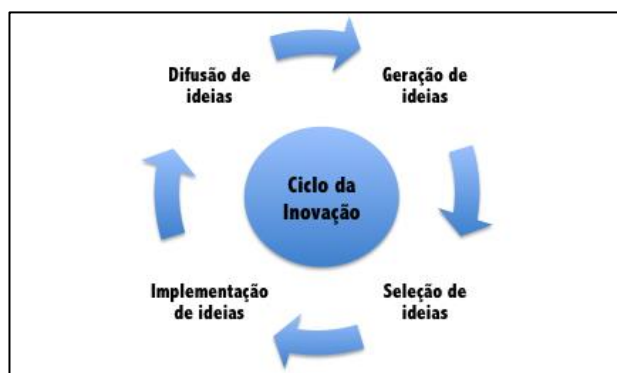 Difusão de
ideias
Geração de
ideias
Ciclo da
Inovação
Implementação
de ideias
Seleção de
ideias